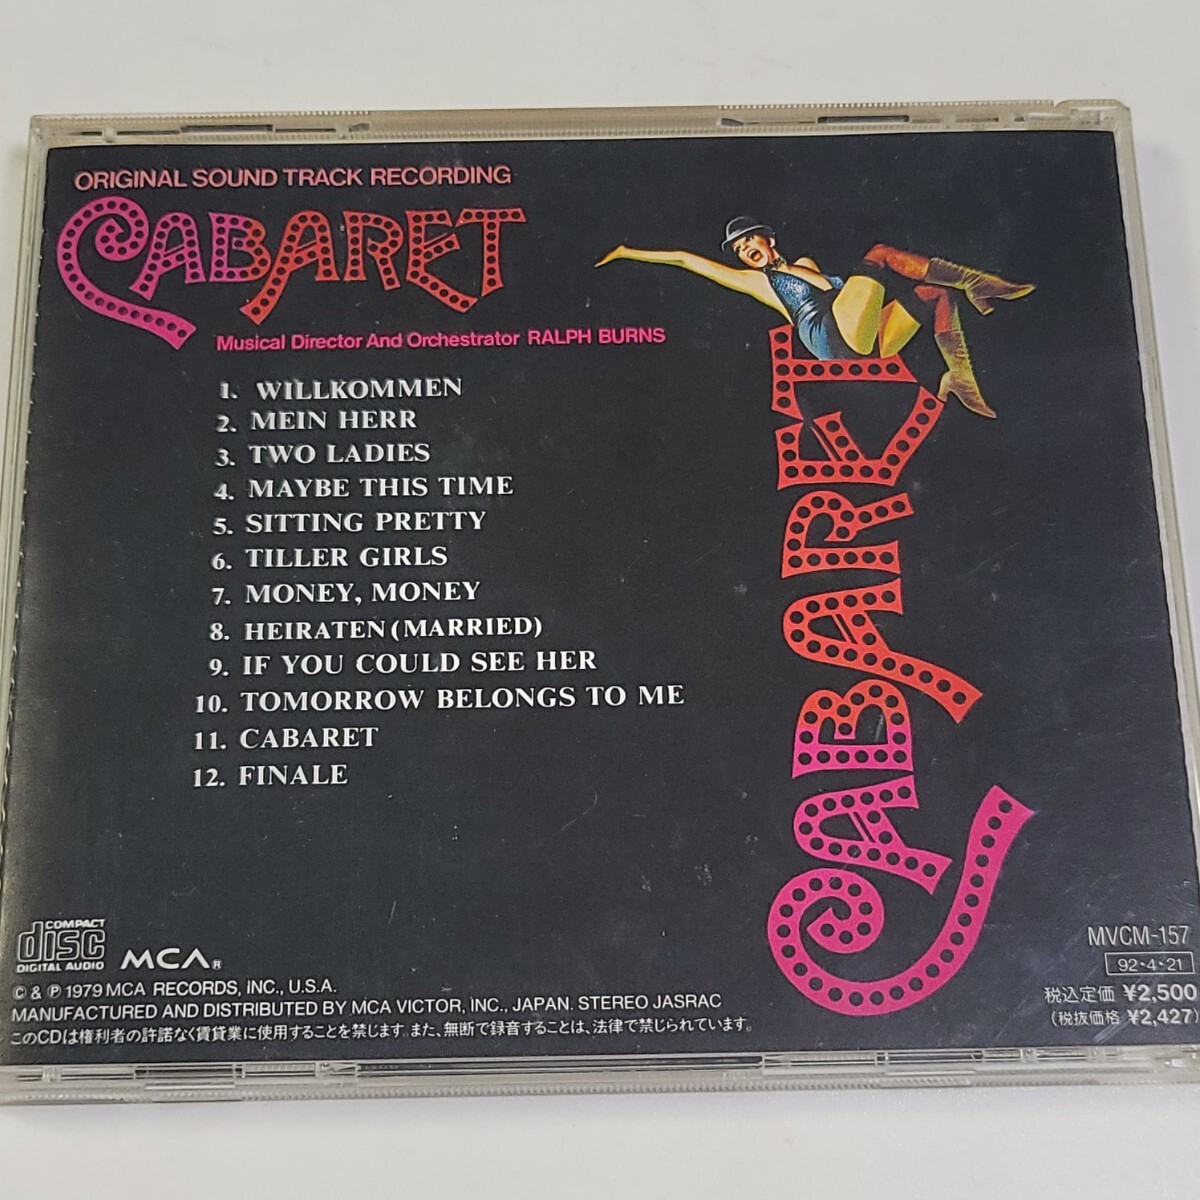 ORIGINAL SOUND TRACK RECORDING
CABARET
Musical Director And Orchestrator RALPH BURNS
1. WILLKOMMEN
2. MEIN HERR
3. TWO LADIES
4. MAYBE THIS TIME
5. SITTING PRETTY
6. TILLER GIRLS
7. MONEY, MONEY
8. HEIRATEN (MARRIED)
9. IF YOU COULD SEE HER
10. TOMORROW BELONGS TO ME
11. CABARET
12. FINALE
CABARET
COMPACT
disc
DIGITAL AUDIO
MCA®
© & ℗ 1979 MCA RECORDS, INC., U.S.A.
MANUFACTURED AND DISTRIBUTED BY MCA VICTOR, INC., JAPAN. STEREO JASRAC
このCDは権利者の許諾なく賃貸業に使用することを禁じます。また、無断で録音することは、法律で禁じられています。
MVCM-157
92・4・21
税込定価 ¥2,500
(税抜価格 ¥2,427)